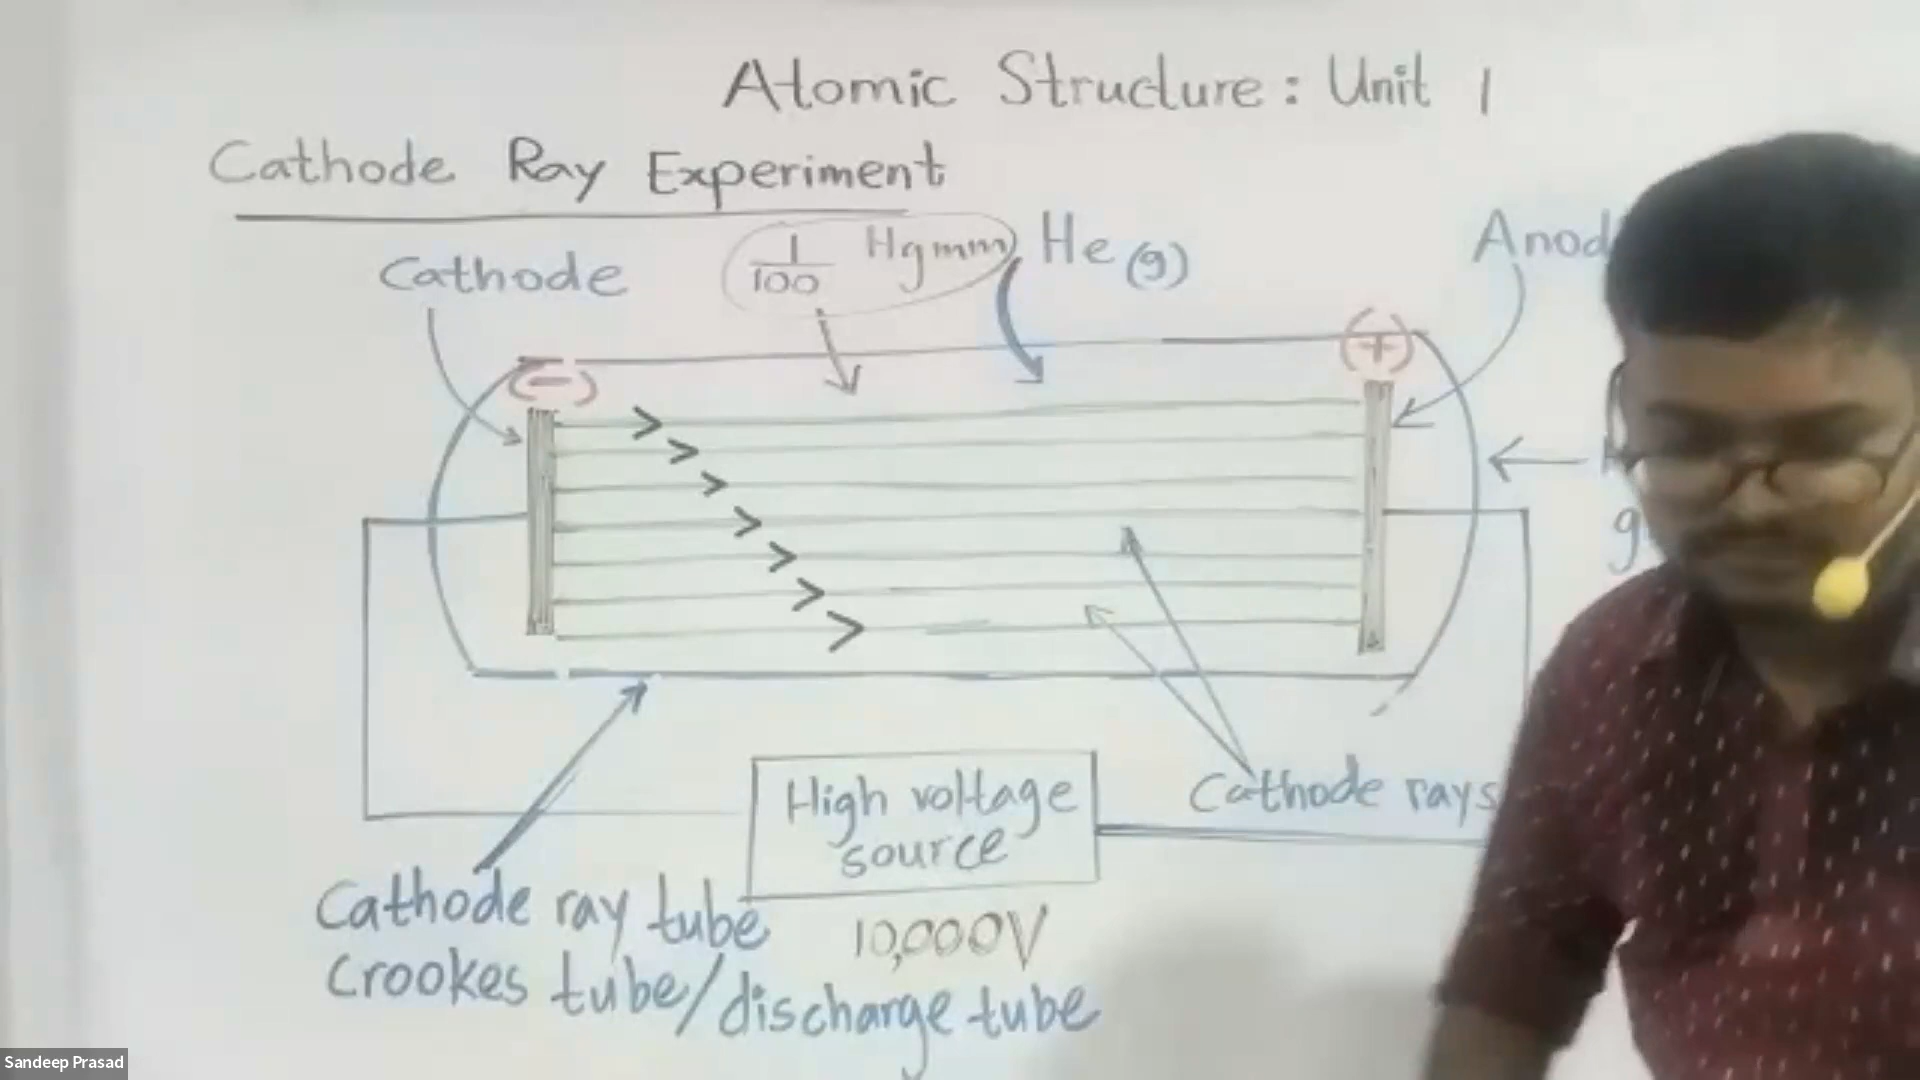 Atomic Structure: Unit 1
Cathode Ray Experiment
Cathode
1/100 Hg mm
He (g)
Anod
(-)
(+)
g
High voltage
source
10,000V
Cathode rays
Cathode ray tube
Crookes tube/discharge tube
Sandeep Prasad